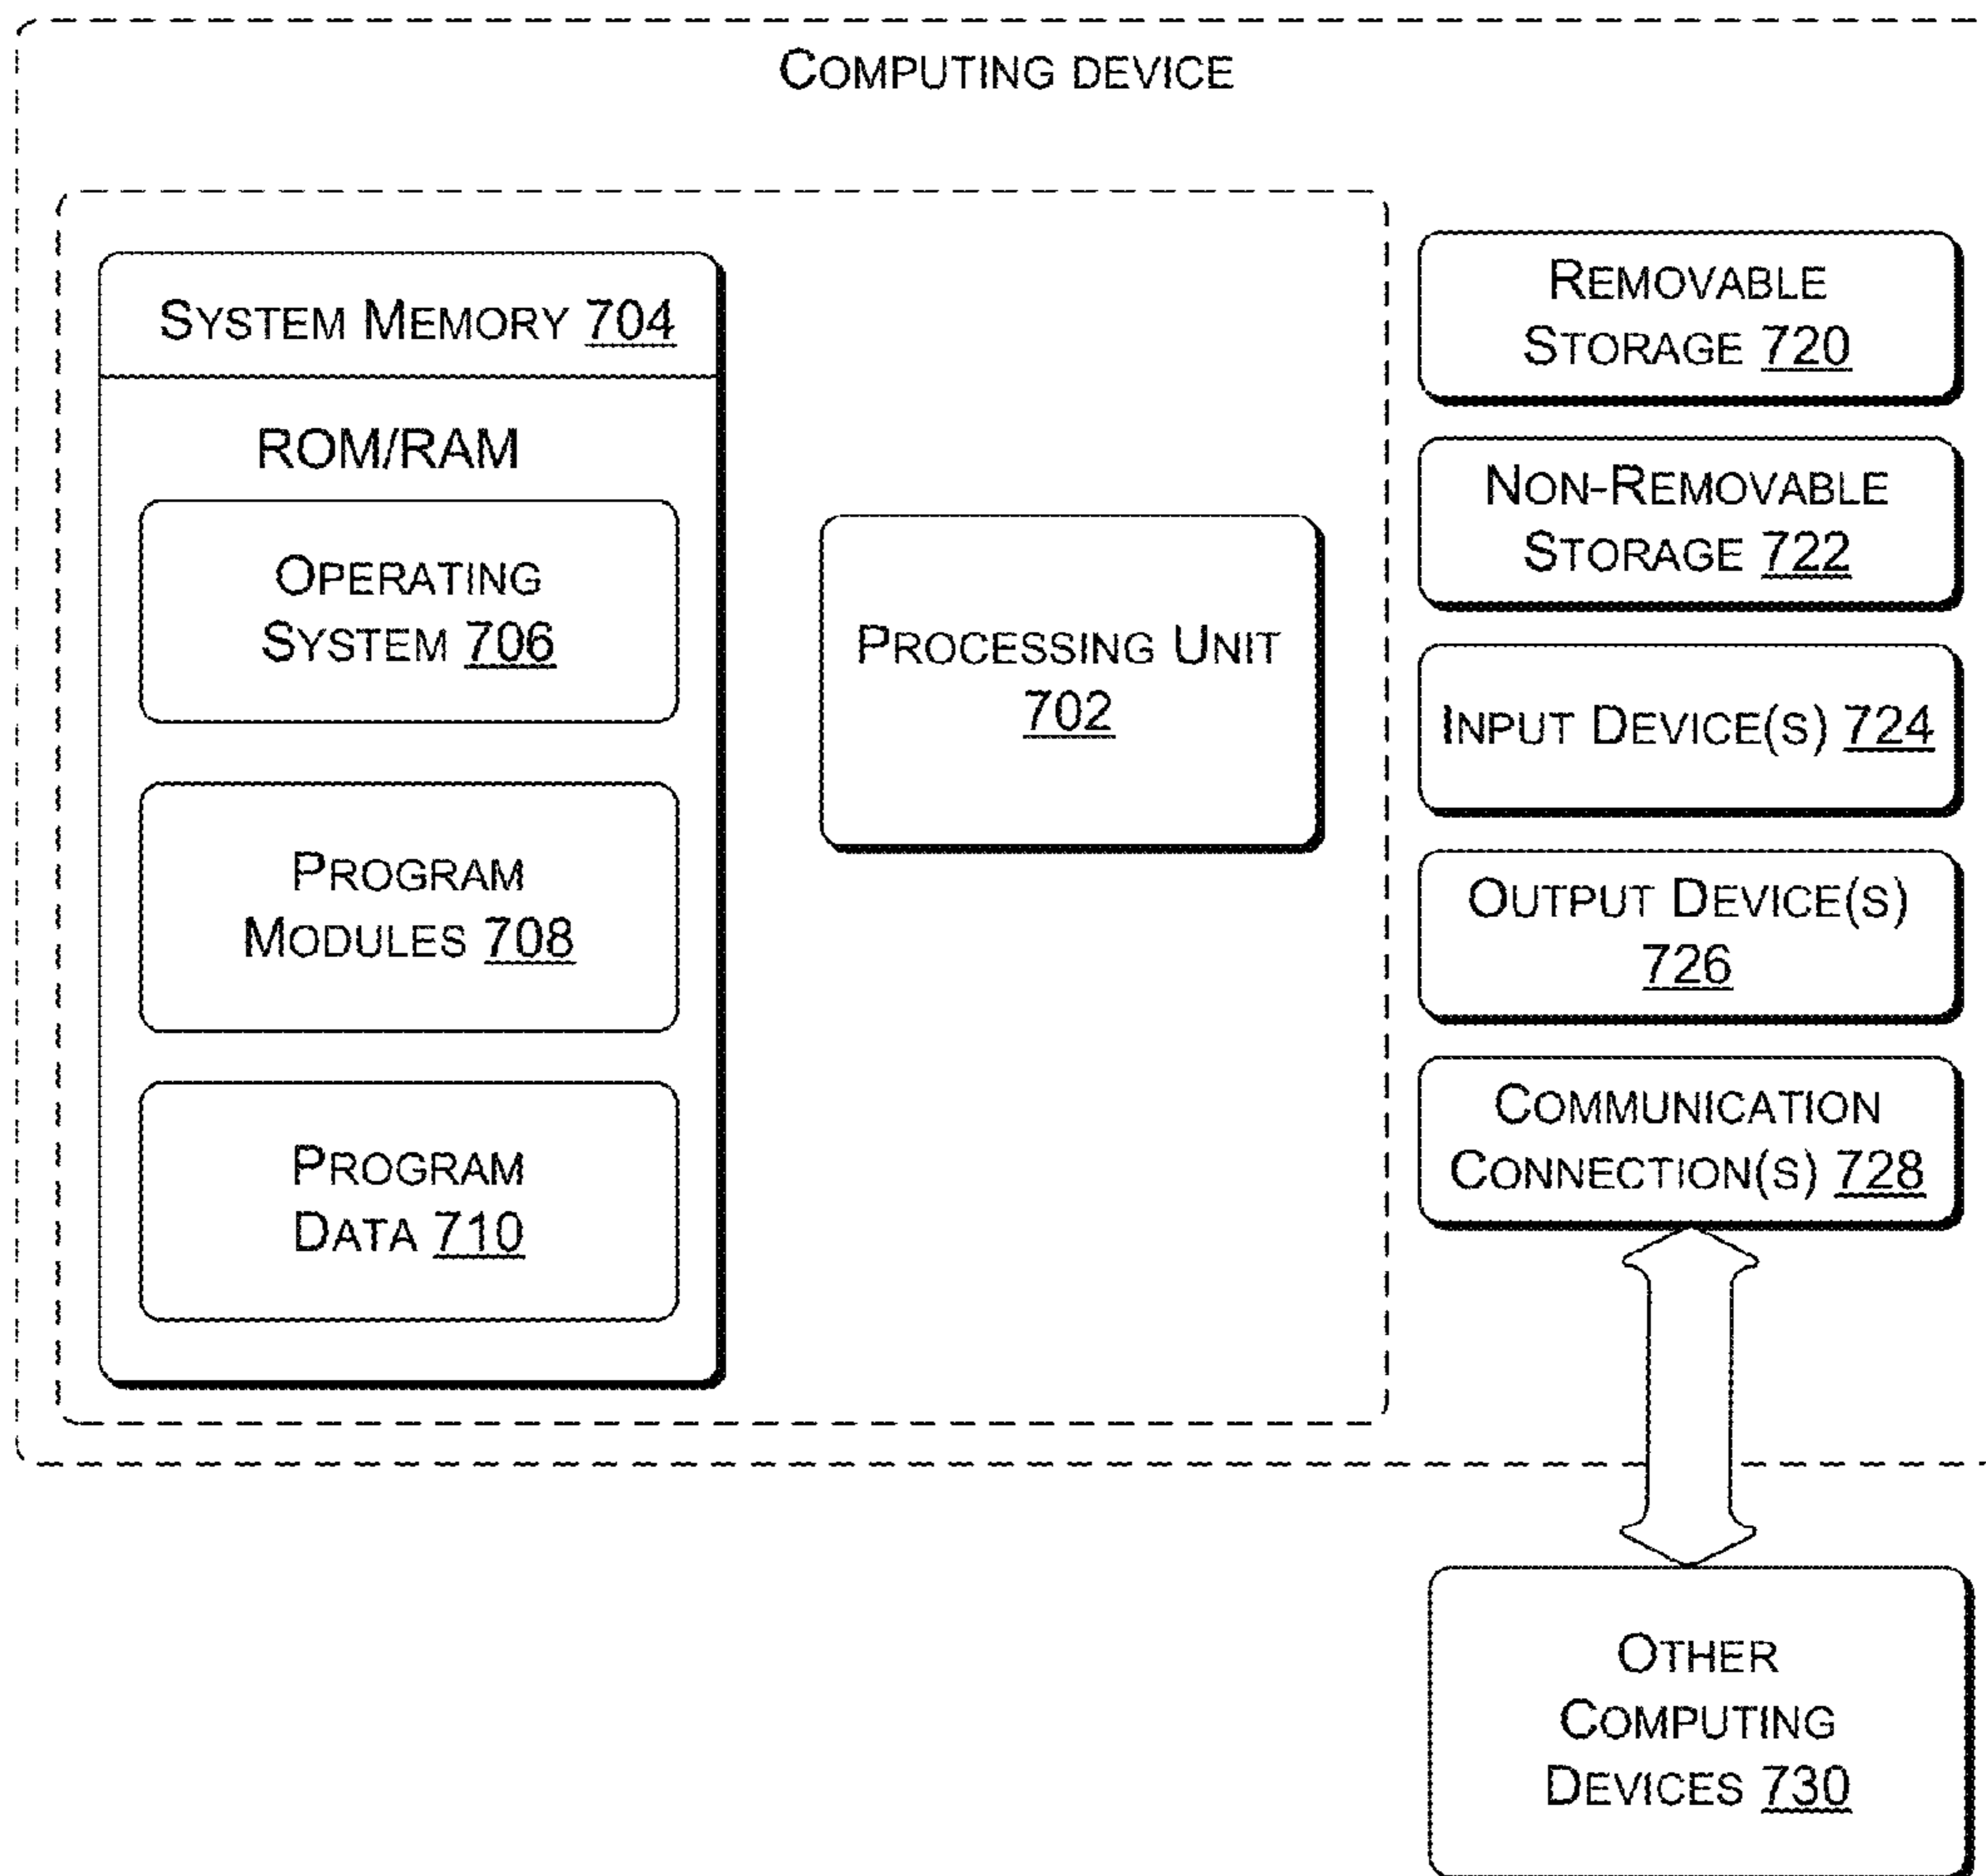 COMPUTING DEVICE
SYSTEM MEMORY 704
ROM/RAM
OPERATING
SYSTEM 706
PROGRAM
MODULES 708
PROGRAM
DATA 710
PROCESSING UNIT
702
REMOVABLE
STORAGE 720
NON-REMOVABLE
STORAGE 722
INPUT DEVICE(S) 724
OUTPUT DEVICE(S)
726
COMMUNICATION
CONNECTION(S) 728
OTHER
COMPUTING
DEVICES 730